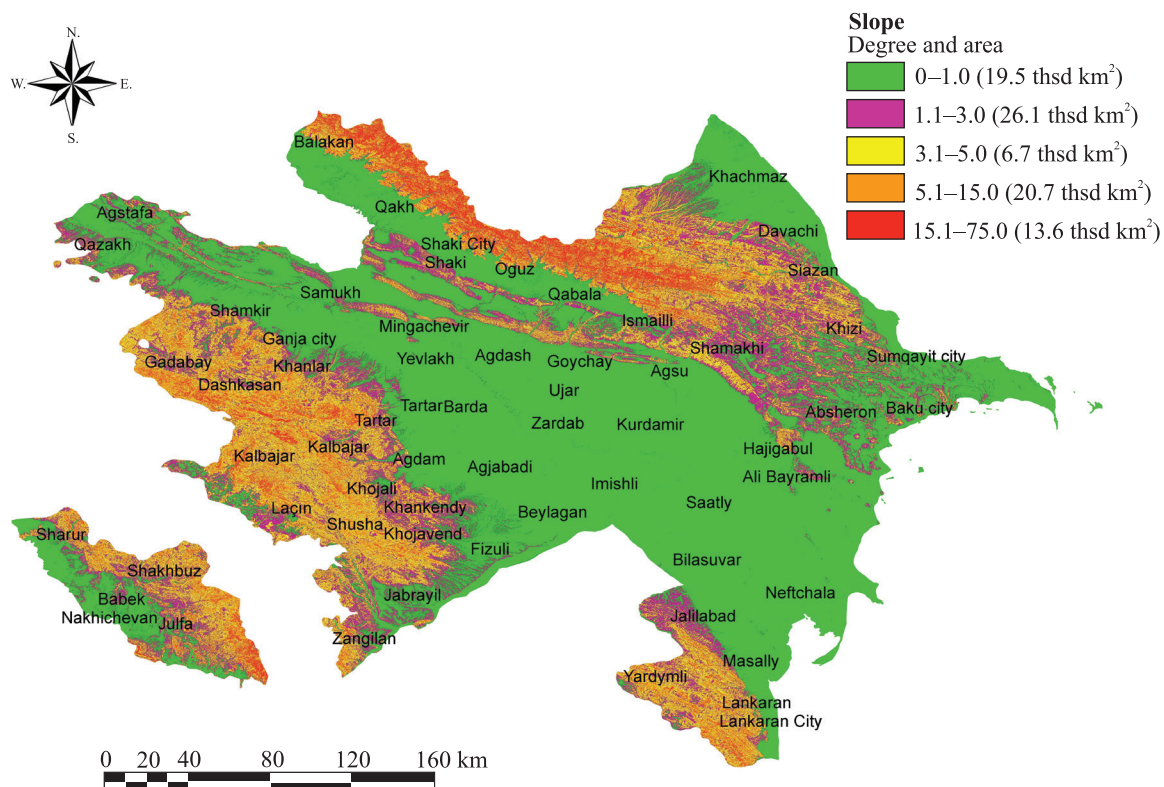 Slope
Degree and area
0–1.0 (19.5 thsd km²)
1.1–3.0 (26.1 thsd km²)
3.1–5.0 (6.7 thsd km²)
5.1–15.0 (20.7 thsd km²)
15.1–75.0 (13.6 thsd km²)
N.
W.
E.
S.
Balakan
Khachmaz
Qakh
Agstafa
Davachi
Qazakh
Shaki City
Shaki
Oguz
Siazan
Samukh
Qabala
Shamkir
Ismailli
Mingachevir
Khizi
Ganja city
Shamakhi
Gadabay
Khanlar
Yevlakh
Agdash
Goychay
Sumqayit city
Dashkasan
Agsu
Ujar
Tartar
Barda
Absheron
Baku city
Tartar
Zardab
Kurdamir
Kalbajar
Kalbajar
Hajigabul
Agdam
Agjabadi
Ali Bayramli
Khojali
Imishli
Laçın
Khankendy
Saatly
Shusha
Beylagan
Khojavend
Sharur
Fizuli
Bilasuvar
Shakhbuz
Babek
Jabrayil
Neftchala
Nakhichevan
Julfa
Jalilabad
Zangilan
Masally
Yardymli
Lankaran
Lankaran City
0 20 40 80 120 160 km